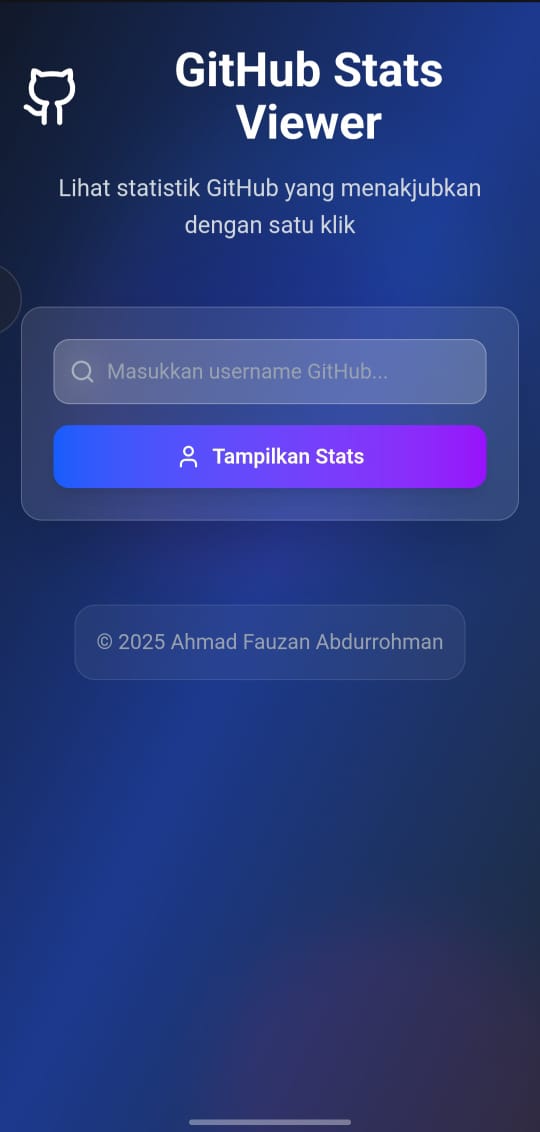 GitHub Stats
Viewer
Lihat statistik GitHub yang menakjubkan
dengan satu klik
Masukkan username GitHub...
Tampilkan Stats
© 2025 Ahmad Fauzan Abdurrohman